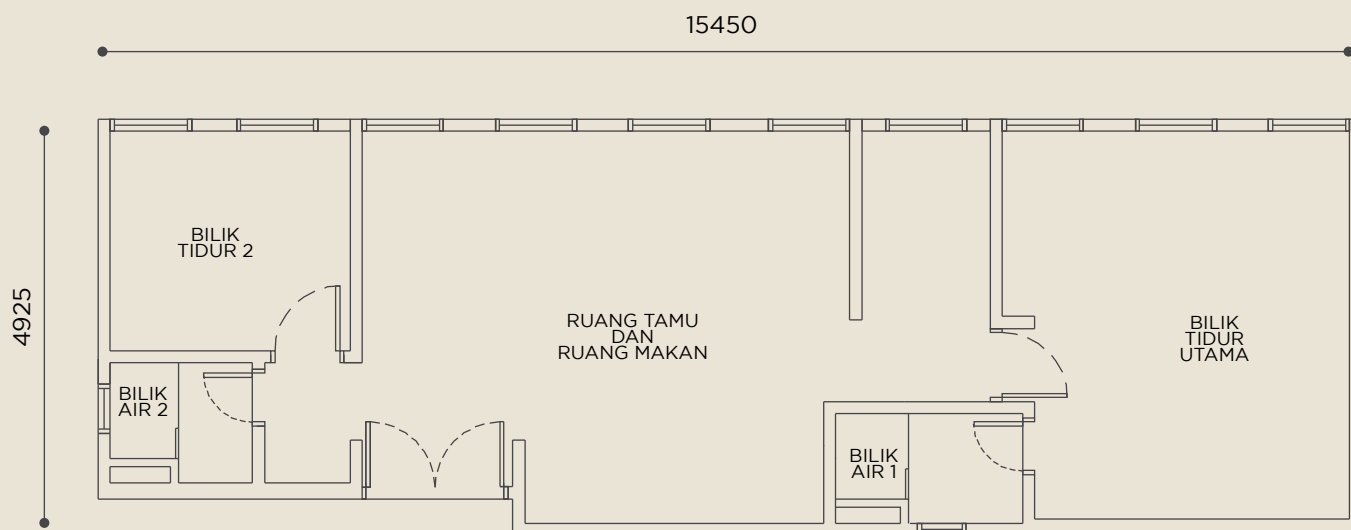 15450
4925
BILIK
TIDUR 2
RUANG TAMU
DAN
RUANG MAKAN
BILIK
TIDUR
UTAMA
BILIK
AIR 2
BILIK
AIR 1